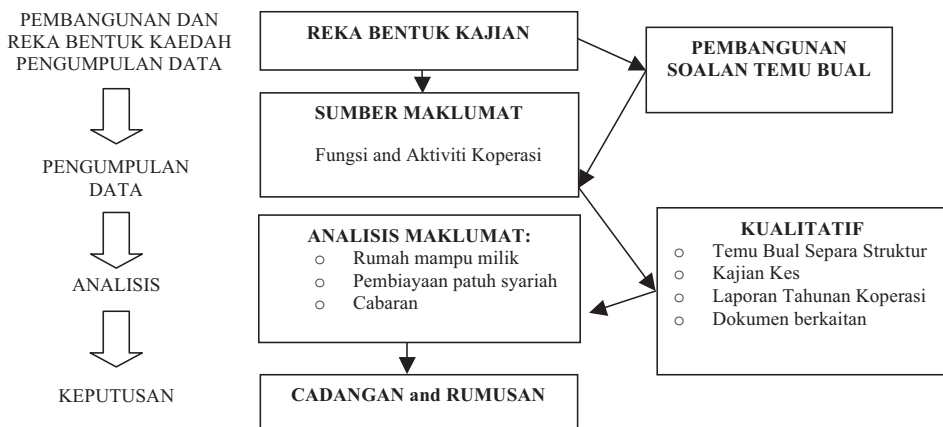 PEMBANGUNAN DAN
REKA BENTUK KAEDAH
PENGUMPULAN DATA
REKA BENTUK KAJIAN
PEMBANGUNAN
SOALAN TEMU BUAL
SUMBER MAKLUMAT
Fungsi and Aktiviti Koperasi
PENGUMPULAN
DATA
ANALISIS MAKLUMAT:
o Rumah mampu milik
o Pembiayaan patuh syariah
o Cabaran
KUALITATIF
o Temu Bual Separa Struktur
o Kajian Kes
o Laporan Tahunan Koperasi
o Dokumen berkaitan
ANALISIS
KEPUTUSAN
CADANGAN and RUMUSAN